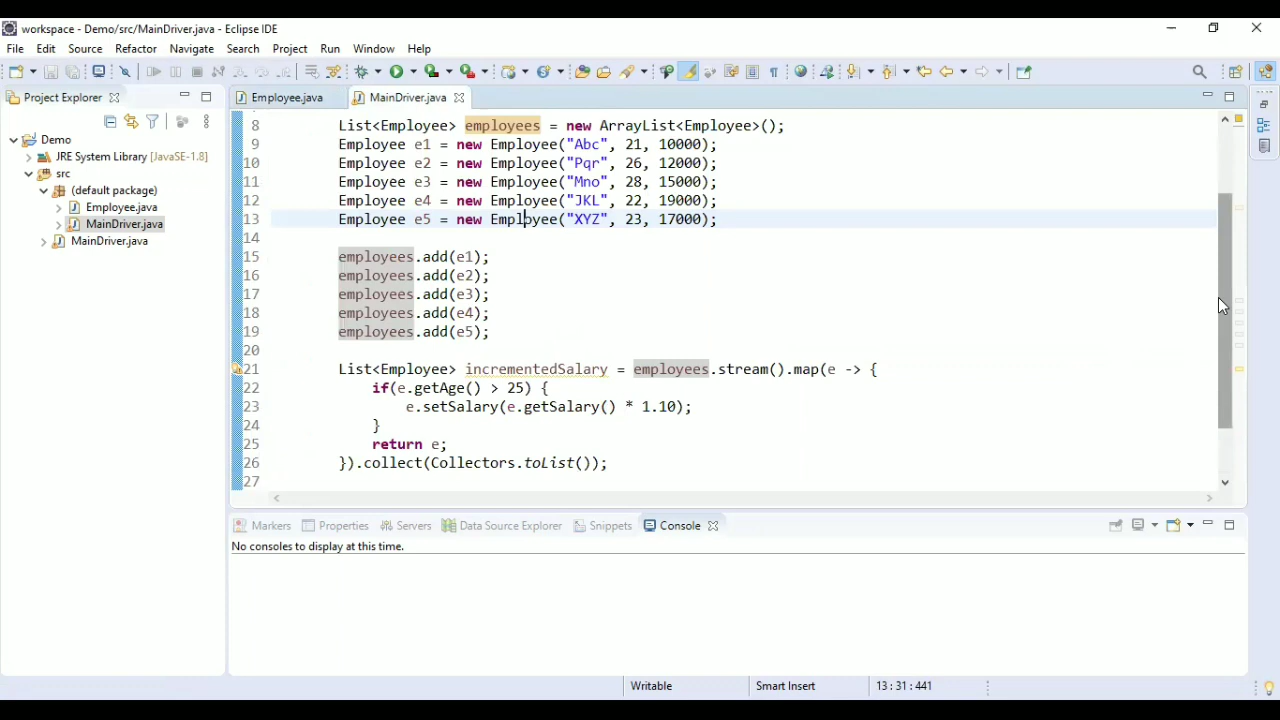 workspace - Demo/src/MainDriver.java - Eclipse IDE
File Edit Source Refactor Navigate Search Project Run Window Help
Project Explorer
Employee.java
MainDriver.java
Demo
JRE System Library [JavaSE-1.8]
src
(default package)
Employee.java
MainDriver.java
MainDriver.java
8 List<Employee> employees = new ArrayList<Employee>();
9 Employee e1 = new Employee("Abc", 21, 10000);
10 Employee e2 = new Employee("Pqr", 26, 12000);
11 Employee e3 = new Employee("Mno", 28, 15000);
12 Employee e4 = new Employee("JKL", 22, 19000);
13 Employee e5 = new Employee("XYZ", 23, 17000);
14
15 employees.add(e1);
16 employees.add(e2);
17 employees.add(e3);
18 employees.add(e4);
19 employees.add(e5);
20
21 List<Employee> incrementedSalary = employees.stream().map(e -> {
22 if(e.getAge() > 25) {
23 e.setSalary(e.getSalary() * 1.10);
24 }
25 return e;
26 }).collect(Collectors.toList());
27
Markers Properties Servers Data Source Explorer Snippets Console
No consoles to display at this time.
Writable Smart Insert 13 : 31 : 441